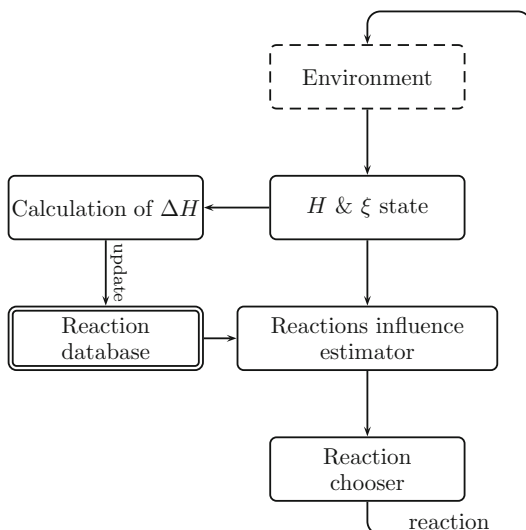 Environment
Calculation of ΔH
H & ξ state
update
Reaction
database
Reactions influence
estimator
Reaction
chooser
reaction